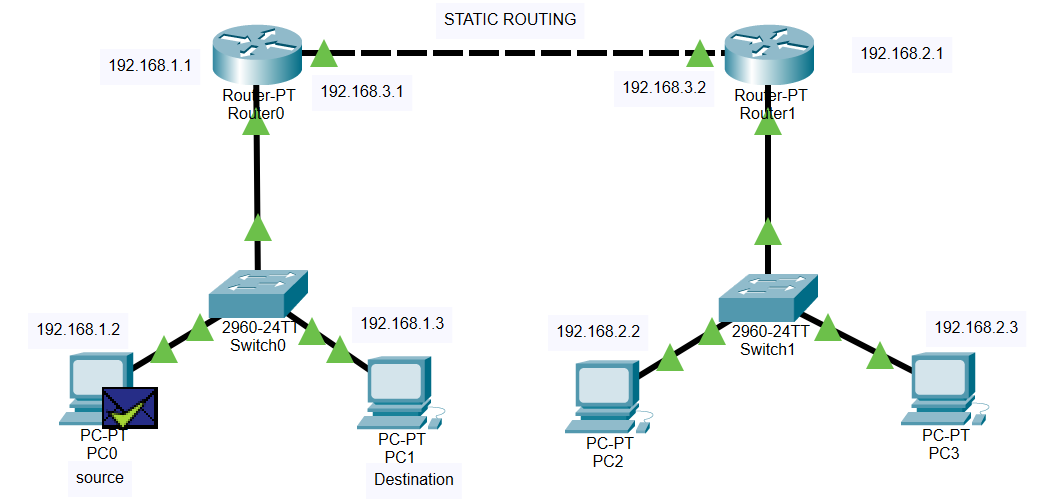 STATIC ROUTING
192.168.1.1
Router-PT
Router0
192.168.3.1
192.168.3.2
Router-PT
Router1
192.168.2.1
2960-24TT
Switch0
2960-24TT
Switch1
192.168.1.2
192.168.1.3
192.168.2.2
192.168.2.3
PC-PT
PC0
source
PC-PT
PC1
Destination
PC-PT
PC2
PC-PT
PC3